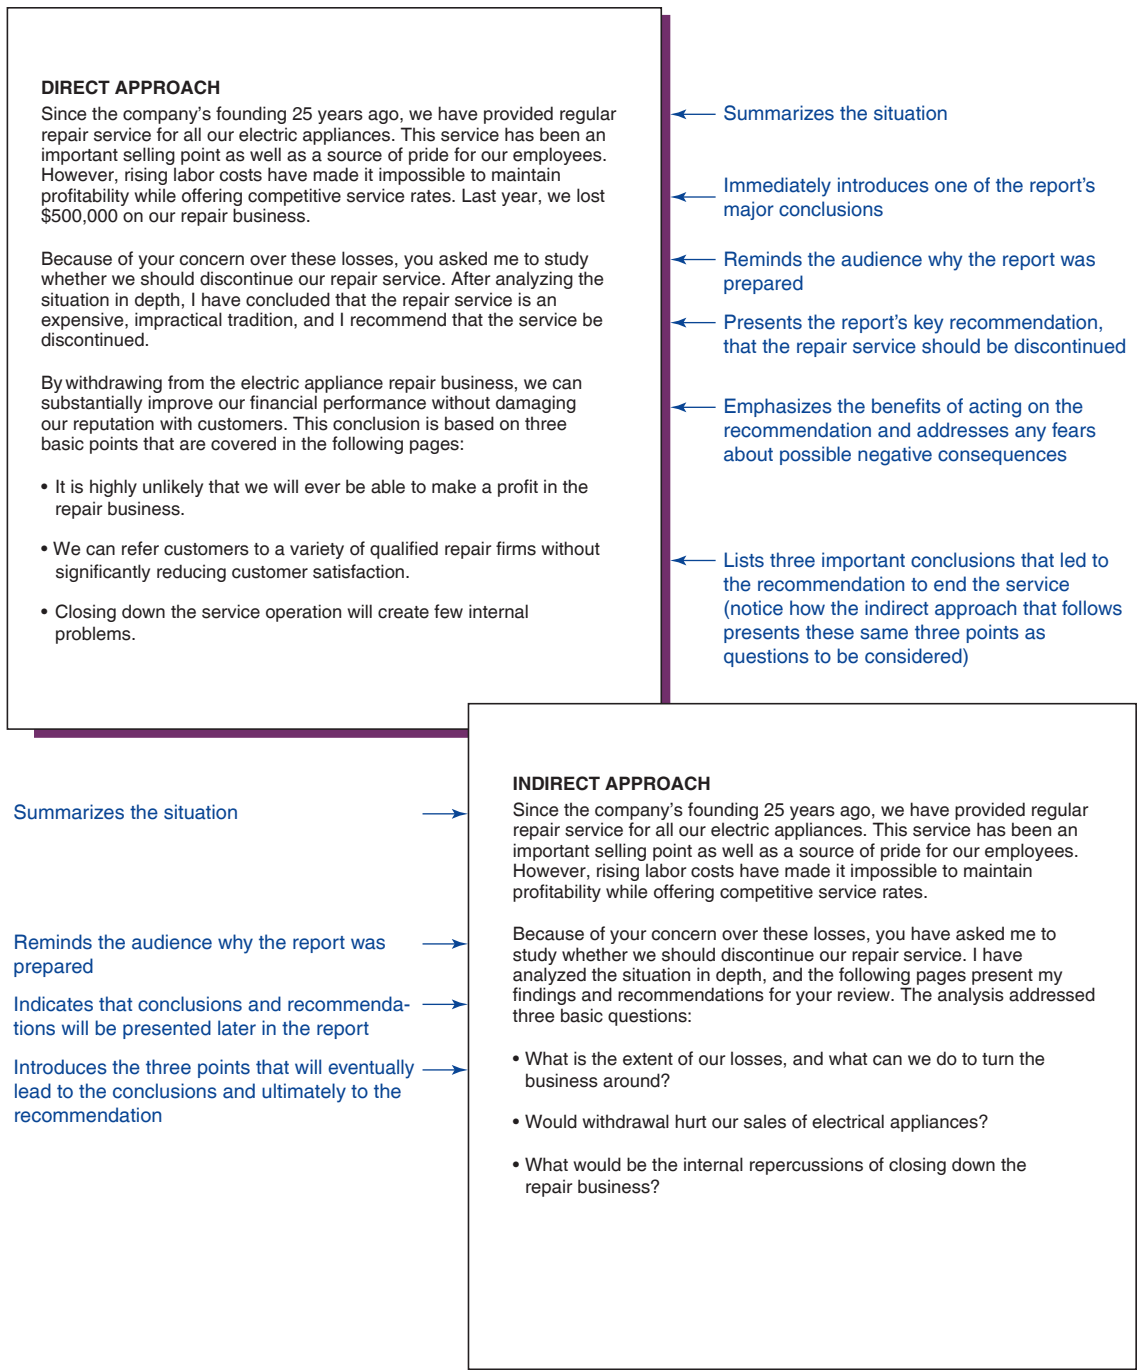 DIRECT APPROACH
Since the company's founding 25 years ago, we have provided regular
repair service for all our electric appliances. This service has been an
important selling point as well as a source of pride for our employees.
However, rising labor costs have made it impossible to maintain
profitability while offering competitive service rates. Last year, we lost
$500,000 on our repair business.
Because of your concern over these losses, you asked me to study
whether we should discontinue our repair service. After analyzing the
situation in depth, I have concluded that the repair service is an
expensive, impractical tradition, and I recommend that the service be
discontinued.
By withdrawing from the electric appliance repair business, we can
substantially improve our financial performance without damaging
our reputation with customers. This conclusion is based on three
basic points that are covered in the following pages:
• It is highly unlikely that we will ever be able to make a profit in the
repair business.
• We can refer customers to a variety of qualified repair firms without
significantly reducing customer satisfaction.
• Closing down the service operation will create few internal
problems.
Summarizes the situation
Immediately introduces one of the report's
major conclusions
Reminds the audience why the report was
prepared
Presents the report's key recommendation,
that the repair service should be discontinued
Emphasizes the benefits of acting on the
recommendation and addresses any fears
about possible negative consequences
Lists three important conclusions that led to
the recommendation to end the service
(notice how the indirect approach that follows
presents these same three points as
questions to be considered)
Summarizes the situation
Reminds the audience why the report was
prepared
Indicates that conclusions and recommenda-
tions will be presented later in the report
Introduces the three points that will eventually
lead to the conclusions and ultimately to the
recommendation
INDIRECT APPROACH
Since the company's founding 25 years ago, we have provided regular
repair service for all our electric appliances. This service has been an
important selling point as well as a source of pride for our employees.
However, rising labor costs have made it impossible to maintain
profitability while offering competitive service rates.
Because of your concern over these losses, you have asked me to
study whether we should discontinue our repair service. I have
analyzed the situation in depth, and the following pages present my
findings and recommendations for your review. The analysis addressed
three basic questions:
• What is the extent of our losses, and what can we do to turn the
business around?
• Would withdrawal hurt our sales of electrical appliances?
• What would be the internal repercussions of closing down the
repair business?